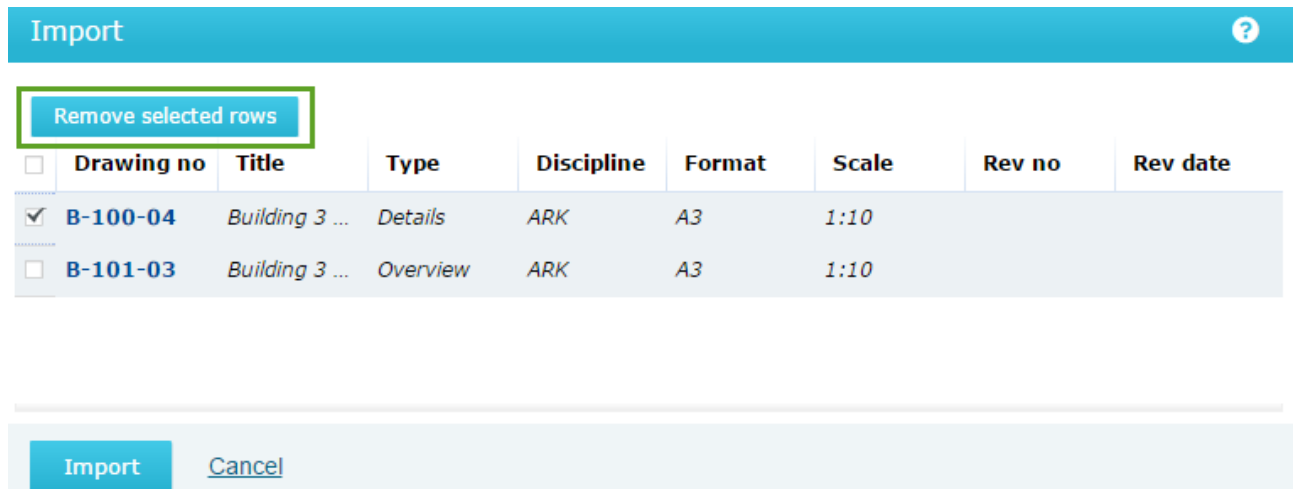 Import
Remove selected rows
Drawing no Title Type Discipline Format Scale Rev no Rev date
B-100-04 Building 3 ... Details ARK A3 1:10
B-101-03 Building 3 ... Overview ARK A3 1:10
Import Cancel